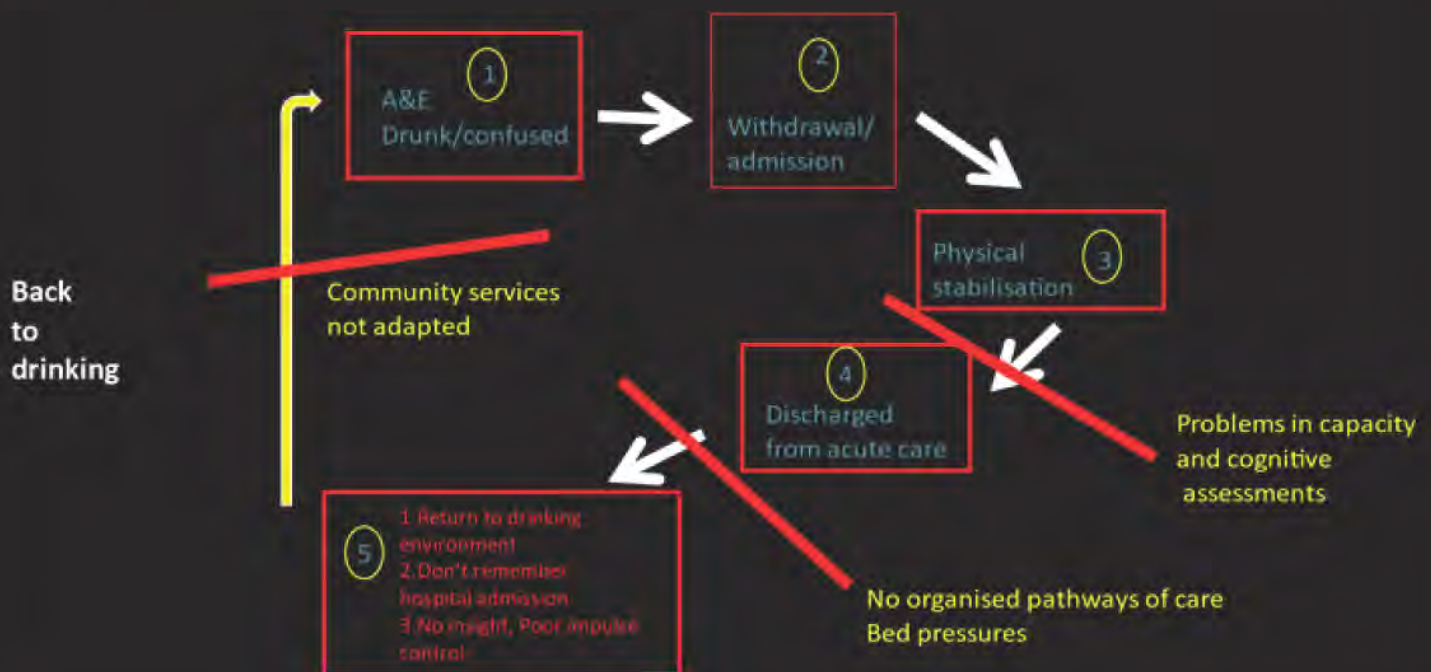 1
A&E
Drunk/confused
2
Withdrawal/
admission
Physical
stabilisation
3
Back
to
drinking
Community services
not adapted
4
Discharged
from acute care
Problems in capacity
and cognitive
assessments
5
1.Return to drinking
environment
2.Don't remember
hospital admission
3.No insight, Poor impulse
control
No organised pathways of care
Bed pressures